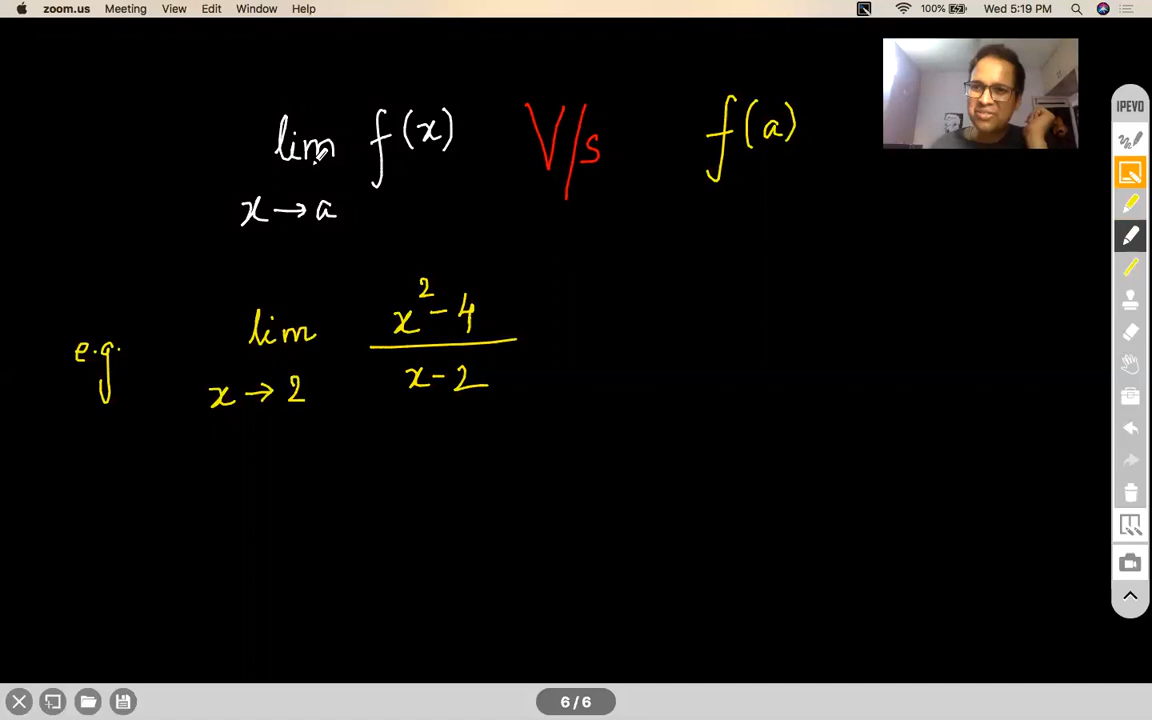 zoom.us Meeting View Edit Window Help 100% Wed 5:19 PM
lim f(x) V/s f(a)
x → a
IPEVO
e.g. lim x² - 4
x → 2 x - 2
6/6